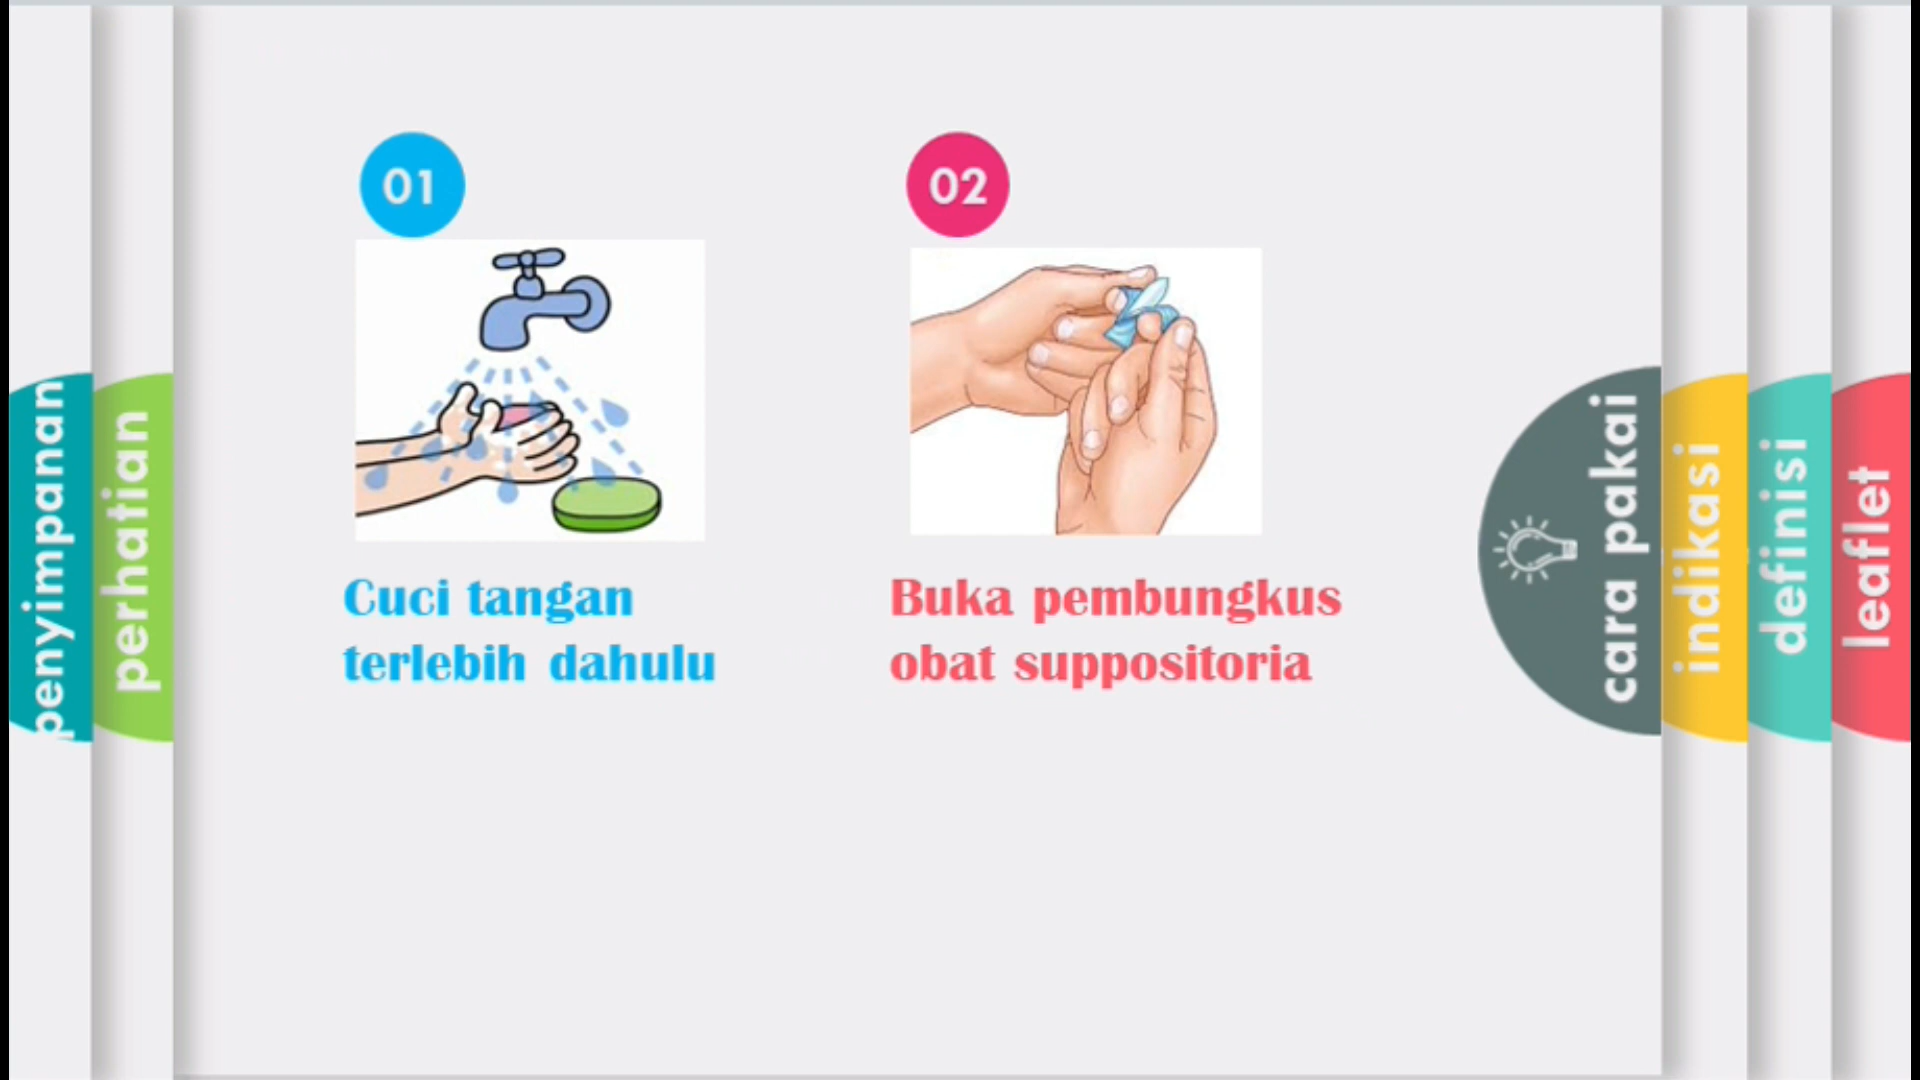 penyimpanan
perhatian
01
Cuci tangan
terlebih dahulu
02
Buka pembungkus
obat suppositoria
cara pakai
indikasi
definisi
leaflet